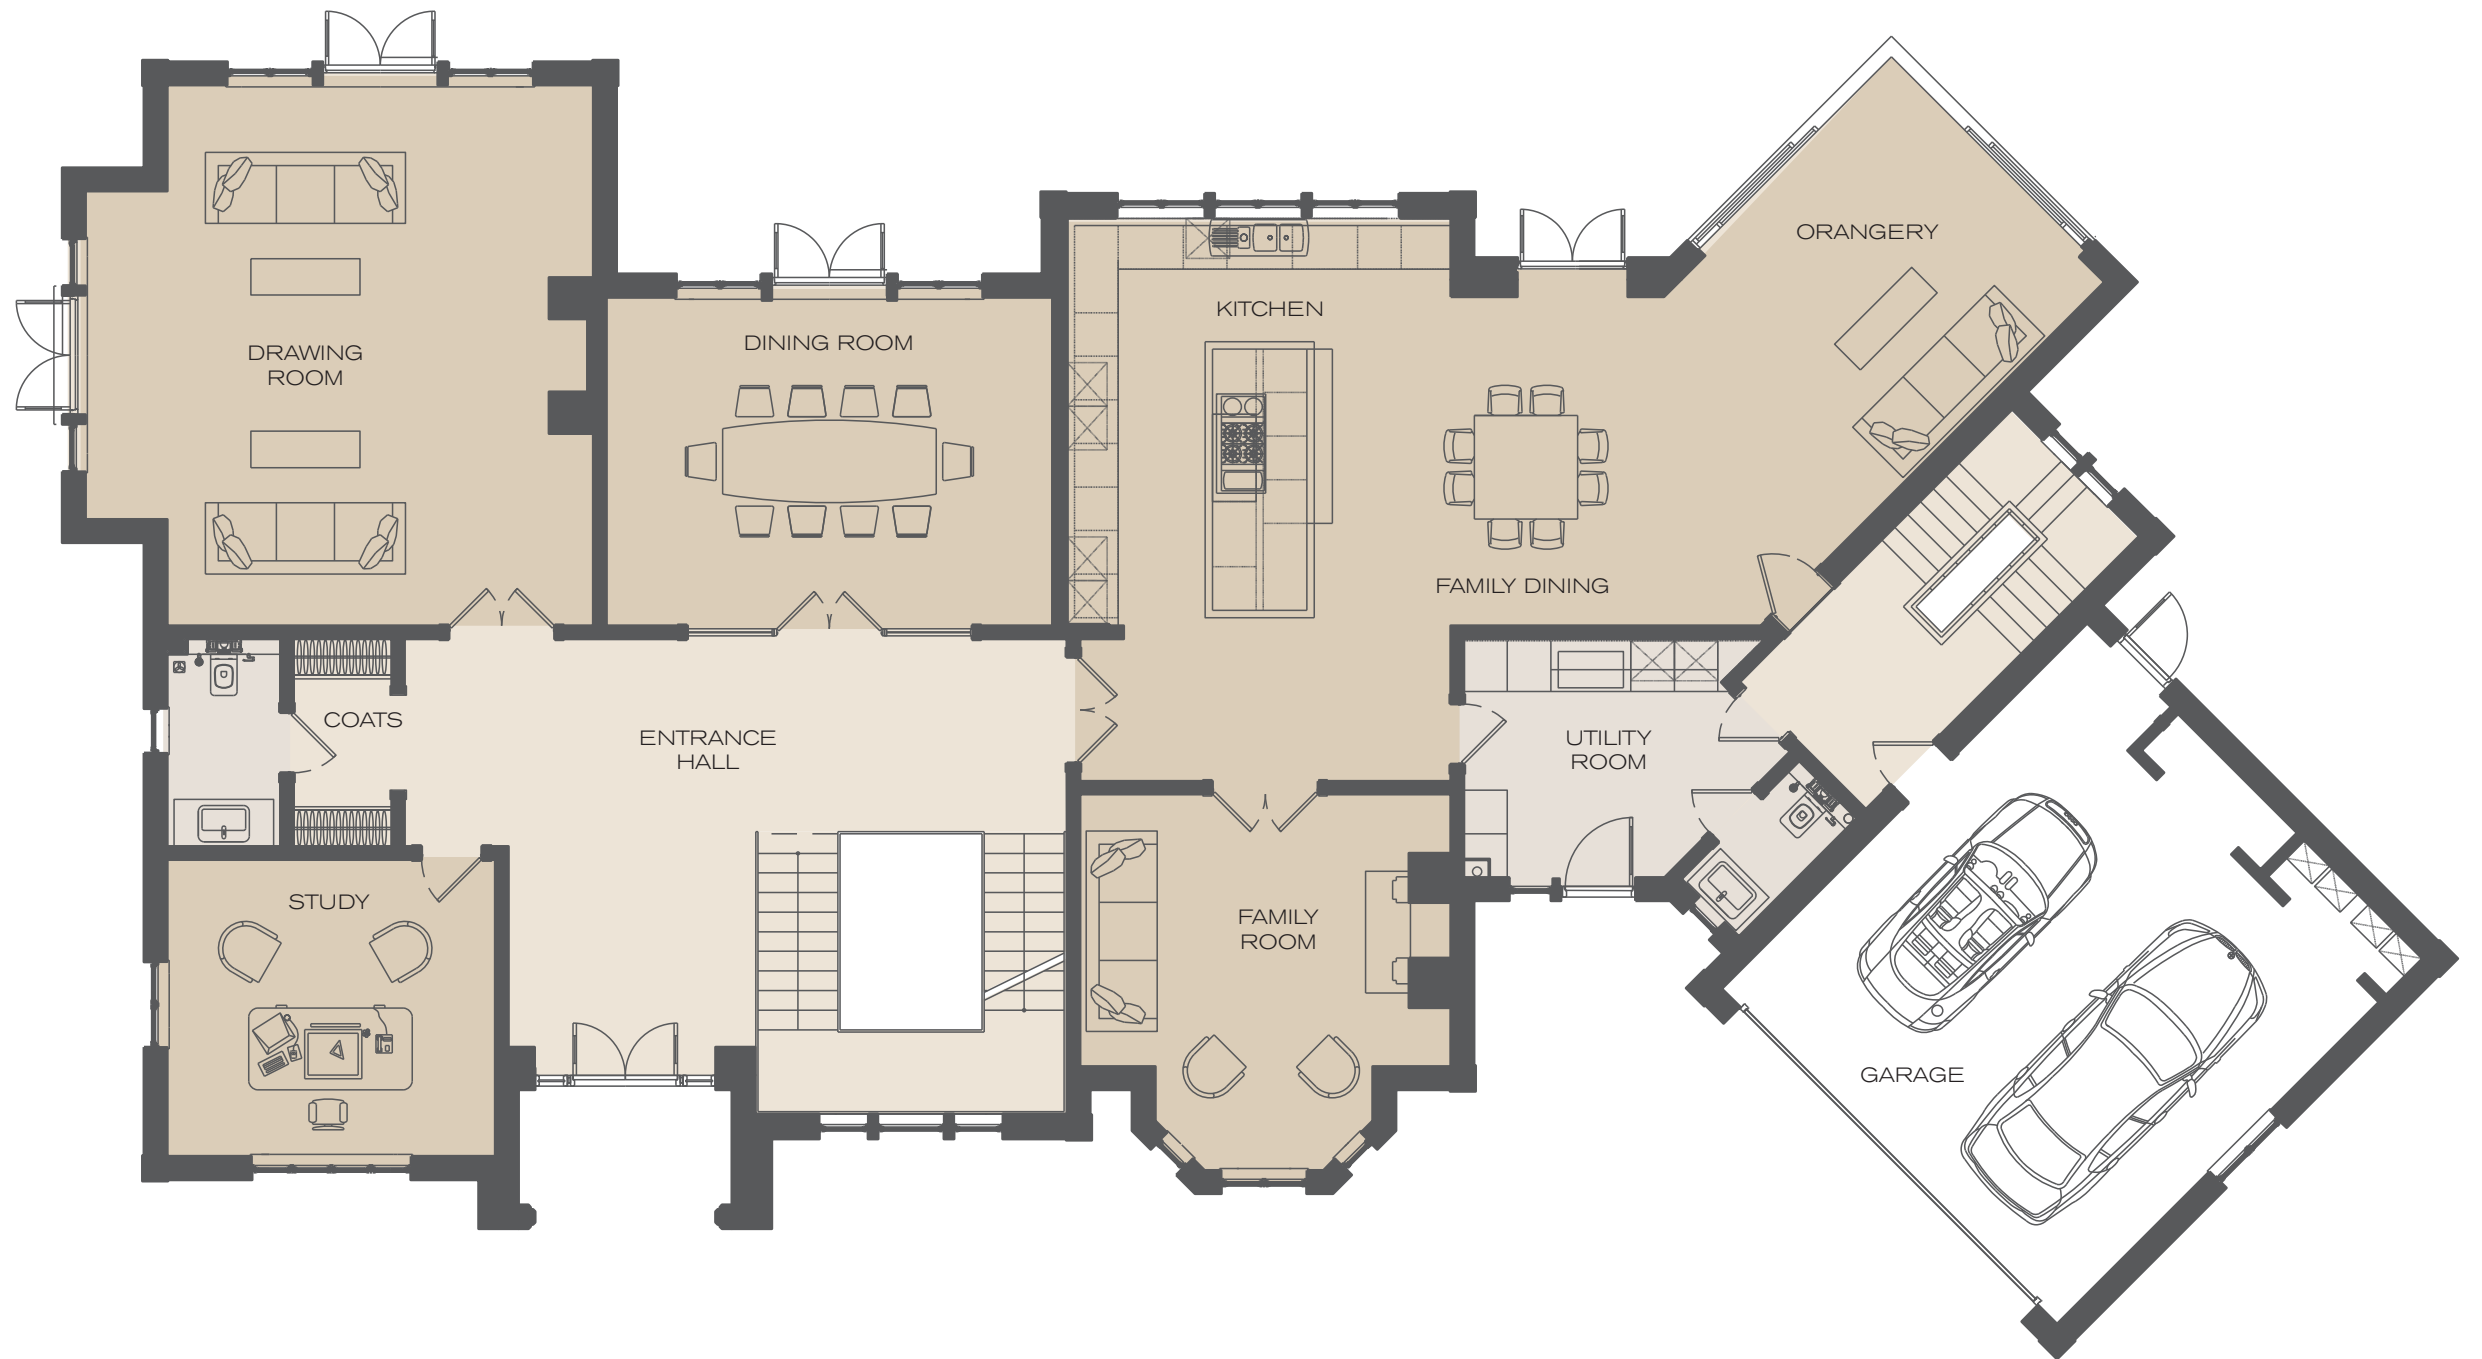 ORANGERY
KITCHEN
DINING ROOM
DRAWING
ROOM
FAMILY DINING
COATS
ENTRANCE
HALL
UTILITY
ROOM
STUDY
FAMILY
ROOM
GARAGE